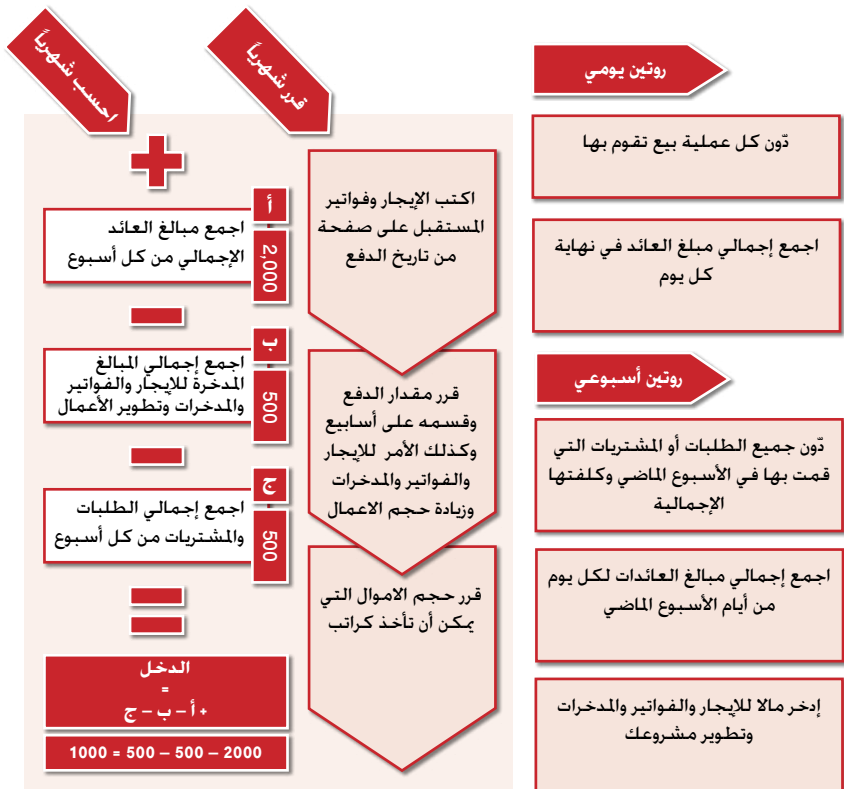 روتين يومي
دّون كل عملية بيع تقوم بها
اجمع إجمالي مبلغ العائد في نهاية
كل يوم
روتين أسبوعي
دّون جميع الطلبات أو المشتريات التي
قمت بها في الأسبوع الماضي وكلفتها
الإجمالية
اجمع إجمالي مبالغ العائدات لكل يوم
من أيام الأسبوع الماضي
إدخر مالا للإيجار والفواتير والمدخرات
وتطوير مشروعك
قرر شهرياً
اكتب الإيجار وفواتير
المستقبل على صفحة
من تاريخ الدفع
قرر مقدار الدفع
وقسمه على أسابيع
وكذلك الأمر للإيجار
والفواتير والمدخرات
وزيادة حجم الاعمال
قرر حجم الاموال التي
يمكن أن تأخذ كراتب
احسب شهرياً
+
أ
2,000
اجمع مبالغ العائد
الإجمالي من كل أسبوع
–
ب
500
اجمع إجمالي المبالغ
المدخرة للإيجار والفواتير
والمدخرات وتطوير الأعمال
–
ج
500
اجمع إجمالي الطلبات
والمشتريات من كل أسبوع
=
الدخل
=
+ أ – ب – ج
1000 = 500 – 500 – 2000